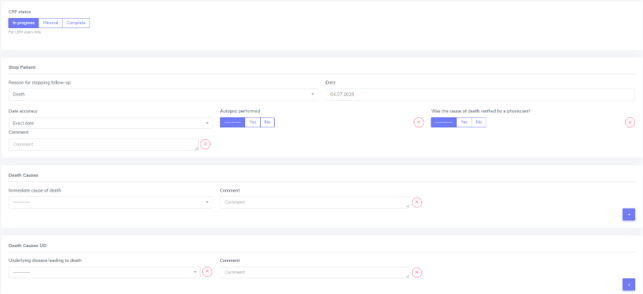 CRF status
In progress Minimal Complete
For LBM users only
Stop Patient
Reason for stopping follow-up
Date
Death
04.07.2025
Date accuracy
Autopsy performed
Was the cause of death verified by a physician?
Exact date
---------- Yes No
---------- Yes No
Comment
Comment
Death Causes
Immediate cause of death
Comment
----------
Comment
Death Causes UD
Underlying disease leading to death
Comment
----------
Comment